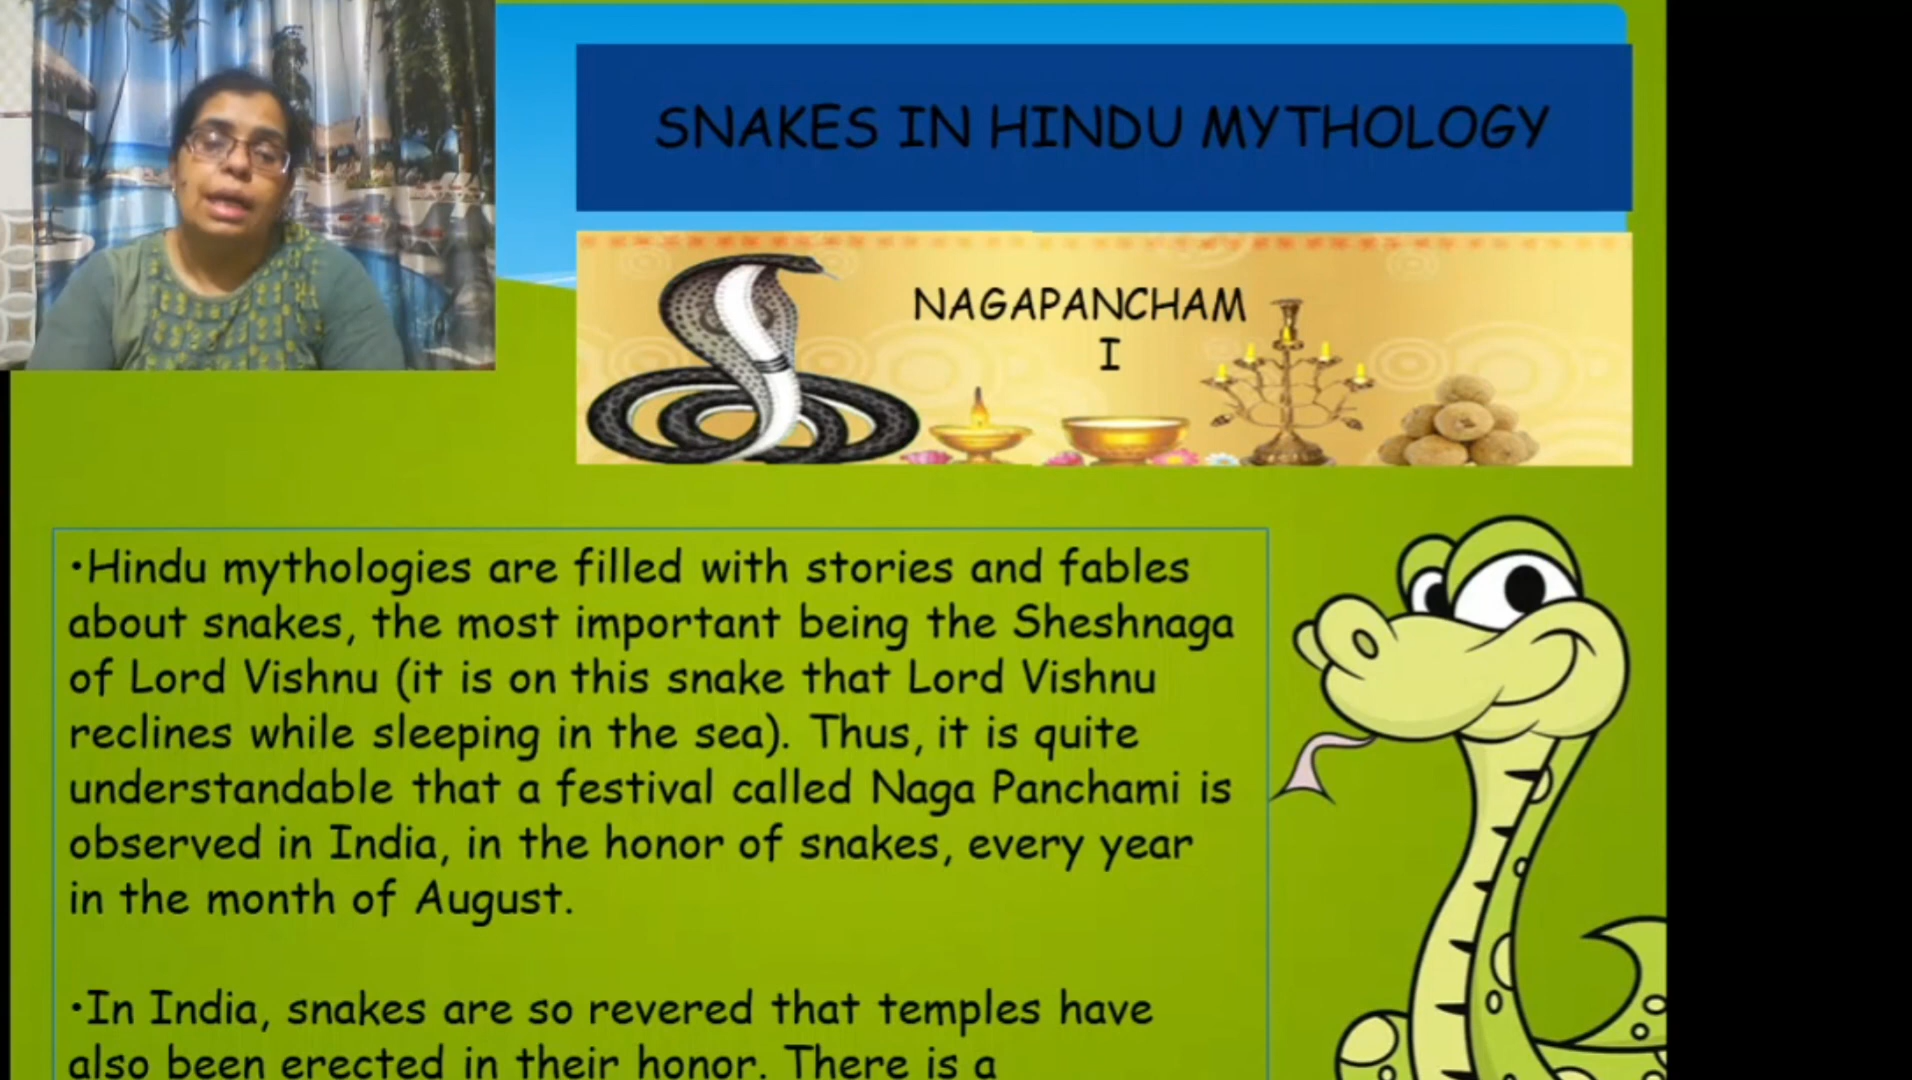 SNAKES IN HINDU MYTHOLOGY
NAGAPANCHAM
I
•Hindu mythologies are filled with stories and fables
about snakes, the most important being the Sheshnaga
of Lord Vishnu (it is on this snake that Lord Vishnu
reclines while sleeping in the sea). Thus, it is quite
understandable that a festival called Naga Panchami is
observed in India, in the honor of snakes, every year
in the month of August.
•In India, snakes are so revered that temples have
also been erected in their honor. There is a